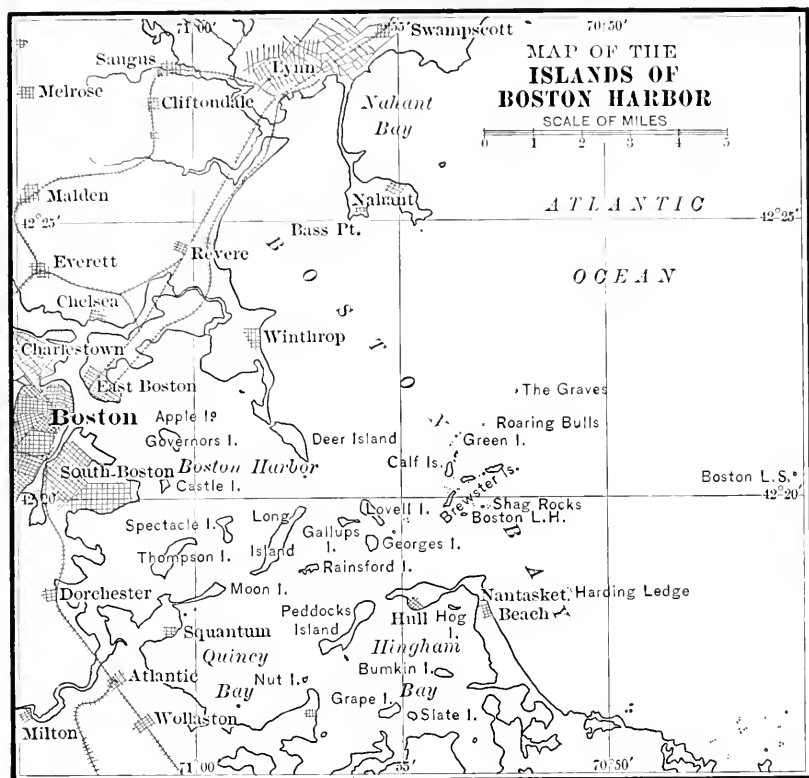 71°00'
55'
70°50'
Swampscott
MAP OF THE
ISLANDS OF
BOSTON HARBOR
SCALE OF MILES
0 1 2 3 4 5
Saugus
Lynn
Melrose
Cliftondale
Nahant
Bay
Malden
Nahant
ATLANTIC
42°25'
42°25'
Bass Pt.
Revere
Everett
OCEAN
Chelsea
Winthrop
Charlestown
East Boston
The Graves
Boston
Apple I.
Roaring Bulls
Governors I.
Deer Island
Green I.
South Boston
Boston Harbor
Calf Is.
Boston L.S.
Castle I.
Brewster Is.
42°20'
42°20'
Shag Rocks
Lovell I.
Boston L.H.
Spectacle I.
Long
Island
Gallups
I.
Georges I.
Thompson I.
Rainsford I.
BOSTON BAY
Dorchester
Moon I.
Nantasket
Beach
Harding Ledge
Peddocks
Island
Hull
Hog
I.
Squantum
Quincy
Bay
Hingham
Bay
Bumkin I.
Atlantic
Nut I.
Grape I.
Slate I.
Milton
Wollaston
71°00'
55'
70°50'